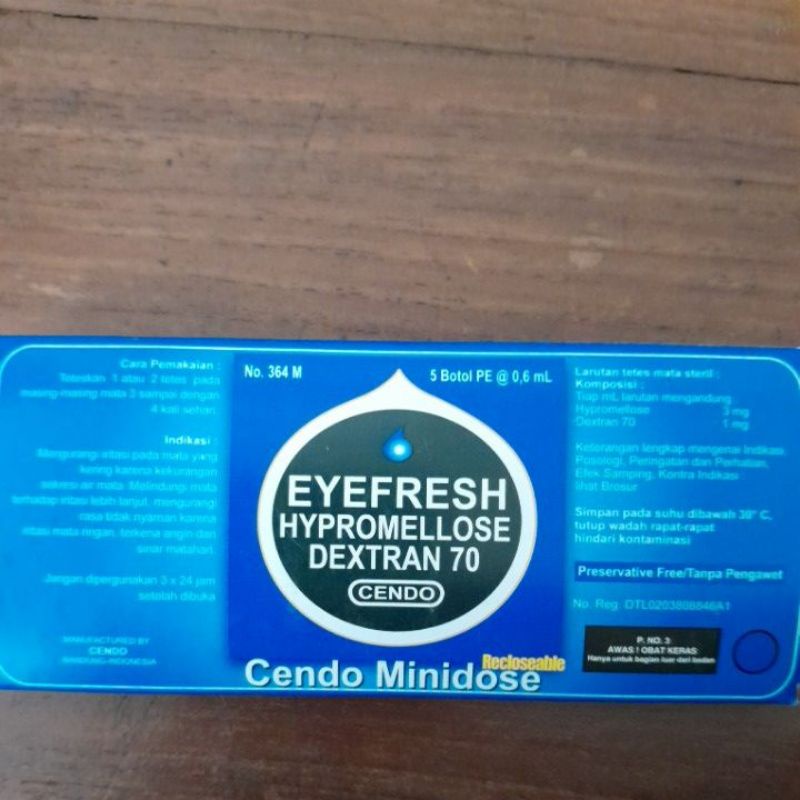 Cara Pemakaian :
Teteskan 1 atau 2 tetes pada
masing-masing mata 3 sampai dengan
4 kali sehari.
Indikasi :
Mengurangi iritasi pada mata yang
kering karena kekurangan
sekresi air mata. Melindungi mata
terhadap iritasi lebih lanjut, mengurangi
rasa tidak nyaman karena
iritasi mata ringan, terkena angin dan
sinar matahari.
Jangan dipergunakan 3 x 24 jam
setelah dibuka
MANUFACTURED BY
CENDO
BANDUNG-INDONESIA
No. 364 M
5 Botol PE @ 0,6 mL
EYEFRESH
HYPROMELLOSE
DEXTRAN 70
CENDO
Recloseable
Cendo Minidose
Larutan tetes mata steril :
Komposisi :
Tiap mL larutan mengandung
Hypromellose 3 mg
Dextran 70 1 mg
Keterangan lengkap mengenai Indikasi
Posologi, Peringatan dan Perhatian,
Efek Samping, Kontra Indikasi
lihat Brosur
Simpan pada suhu dibawah 30° C,
tutup wadah rapat-rapat
hindari kontaminasi
Preservative Free/Tanpa Pengawet
No. Reg.
P. NO. 3
AWAS ! OBAT KERAS
Hanya untuk bagian luar dari badan